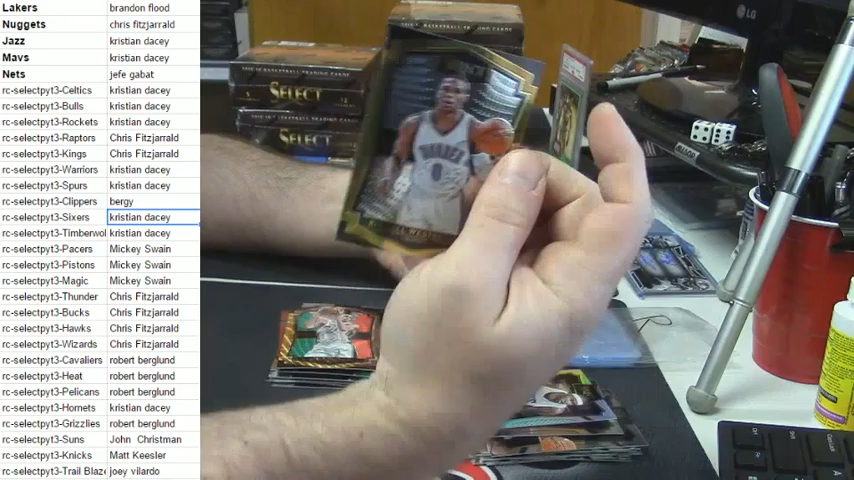 Lakers brandon flood
Nuggets chris fitzjarrald
Jazz kristian dacey
Mavs kristian dacey
Nets jefe gabat
rc-selectpyt3-Celtics kristian dacey
rc-selectpyt3-Bulls kristian dacey
rc-selectpyt3-Rockets kristian dacey
rc-selectpyt3-Raptors Chris Fitzjarrald
rc-selectpyt3-Kings Chris Fitzjarrald
rc-selectpyt3-Warriors kristian dacey
rc-selectpyt3-Spurs kristian dacey
rc-selectpyt3-Clippers bergy
rc-selectpyt3-Sixers kristian dacey
rc-selectpyt3-Timberwol kristian dacey
rc-selectpyt3-Pacers Mickey Swain
rc-selectpyt3-Pistons Mickey Swain
rc-selectpyt3-Magic Mickey Swain
rc-selectpyt3-Thunder Chris Fitzjarrald
rc-selectpyt3-Bucks Chris Fitzjarrald
rc-selectpyt3-Hawks Chris Fitzjarrald
rc-selectpyt3-Wizards Chris Fitzjarrald
rc-selectpyt3-Cavaliers robert berglund
rc-selectpyt3-Heat robert berglund
rc-selectpyt3-Pelicans robert berglund
rc-selectpyt3-Hornets kristian dacey
rc-selectpyt3-Grizzlies robert berglund
rc-selectpyt3-Suns John Christman
rc-selectpyt3-Knicks Matt Keesler
rc-selectpyt3-Trail Blaze joey vilardo
LG
SELECT
SELECT
THUNDER
0